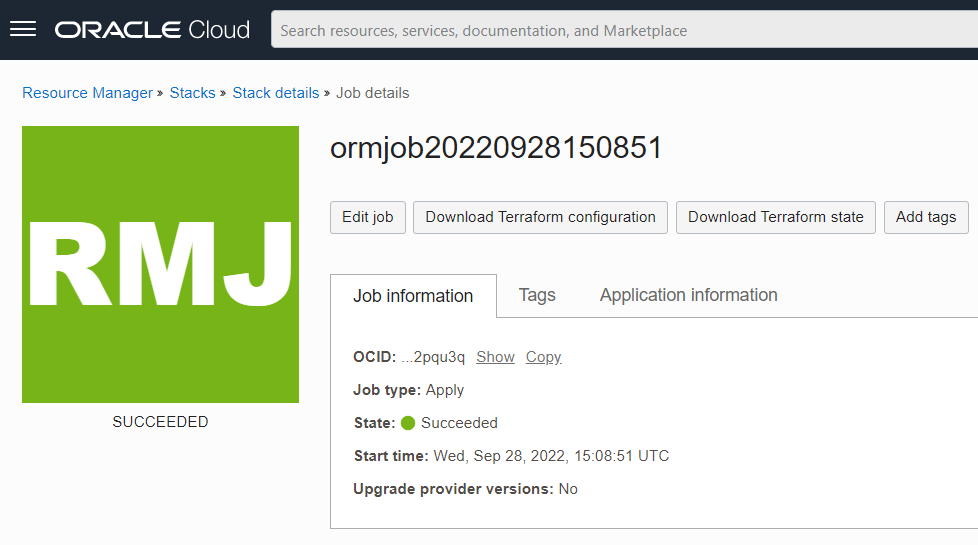 ORACLE Cloud
Search resources, services, documentation, and Marketplace
Resource Manager » Stacks » Stack details » Job details
RMJ
SUCCEEDED
ormjob20220928150851
Edit job
Download Terraform configuration
Download Terraform state
Add tags
Job information
Tags
Application information
OCID: ...2pqu3q Show Copy
Job type: Apply
State: Succeeded
Start time: Wed, Sep 28, 2022, 15:08:51 UTC
Upgrade provider versions: No